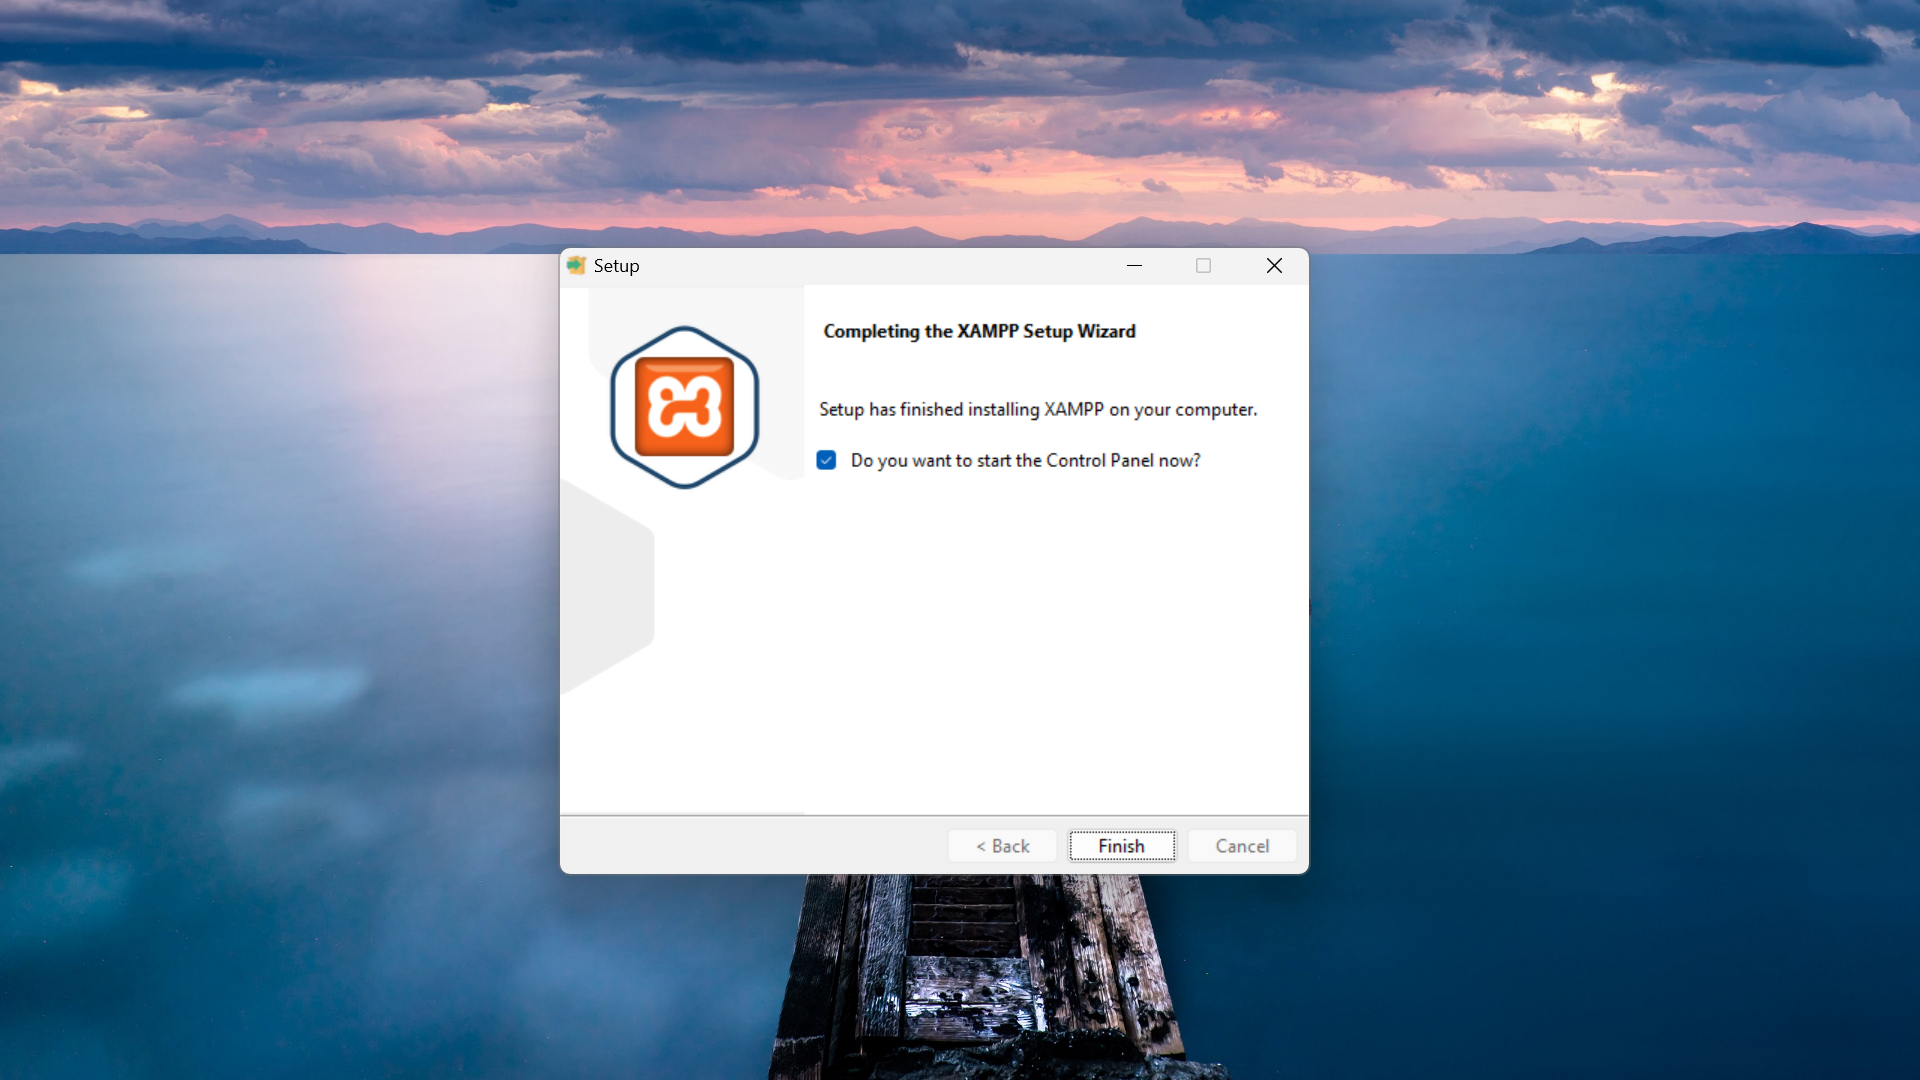 Setup
Completing the XAMPP Setup Wizard
Setup has finished installing XAMPP on your computer.
Do you want to start the Control Panel now?
< Back
Finish
Cancel